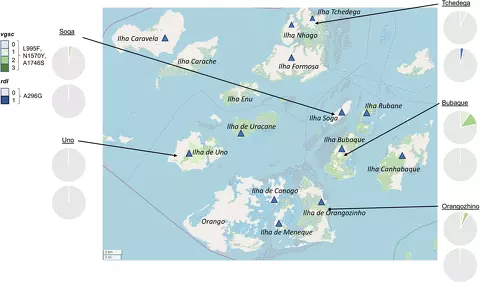 Tchedega
Soga
vgsc
0
1
2
3
L995F,
N1570Y,
A1746S
rdl
0
1
A296G
Uno
Bubaque
Orangozhino
Ilha Tchedega
Ilha Caravela
Ilha Nhago
Ilha Carache
Ilha Formosa
Ilha Enu
Ilha Rubane
Ilha Soga
Ilha de Uracane
Ilha Bubaque
Ilha de Uno
Ilha Canhabaque
Ilha de Canogo
Ilha de Orangozinho
Orango
Ilha de Meneque